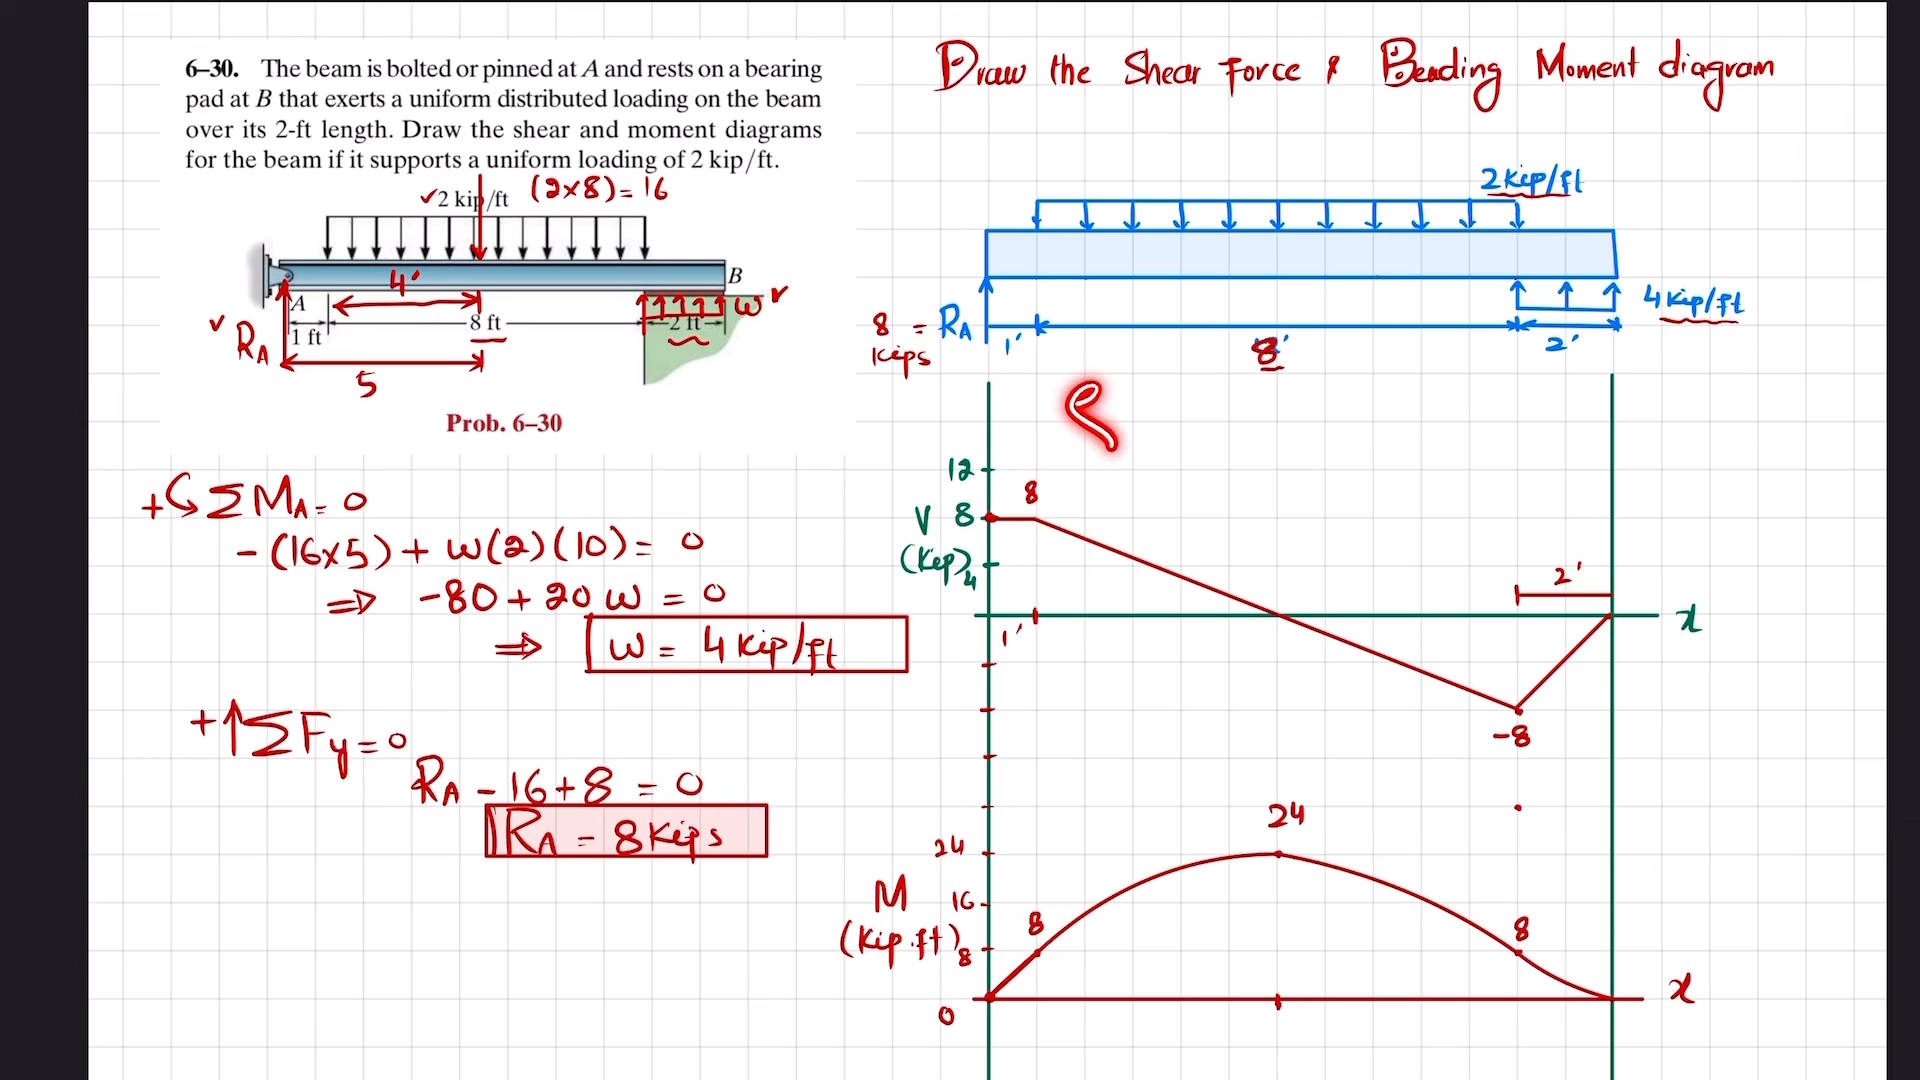 6–30. The beam is bolted or pinned at A and rests on a bearing
pad at B that exerts a uniform distributed loading on the beam
over its 2-ft length. Draw the shear and moment diagrams
for the beam if it supports a uniform loading of 2 kip/ft.
✓2 kip/ft (2×8)=16
4'
B
A
w ✓
✓ RA
1 ft
8 ft
2 ft
5
Prob. 6–30
+ ΣMA=0
-(16×5)+ w(2)(10)= 0
⇒ -80+20w = 0
⇒ w = 4 kip/ft
+↑ΣFy=0
RA -16+8 = 0
RA = 8 Kips
Draw the Shear Force & Bending Moment diagram
2 Kip/ft
4 Kip/ft
8 = RA
Kips
1'
8'
2'
12
8
V 8
(Kip) 4
2'
x
1'
-8
24
24
M 16
(Kip.ft) 8
8
8
x
0